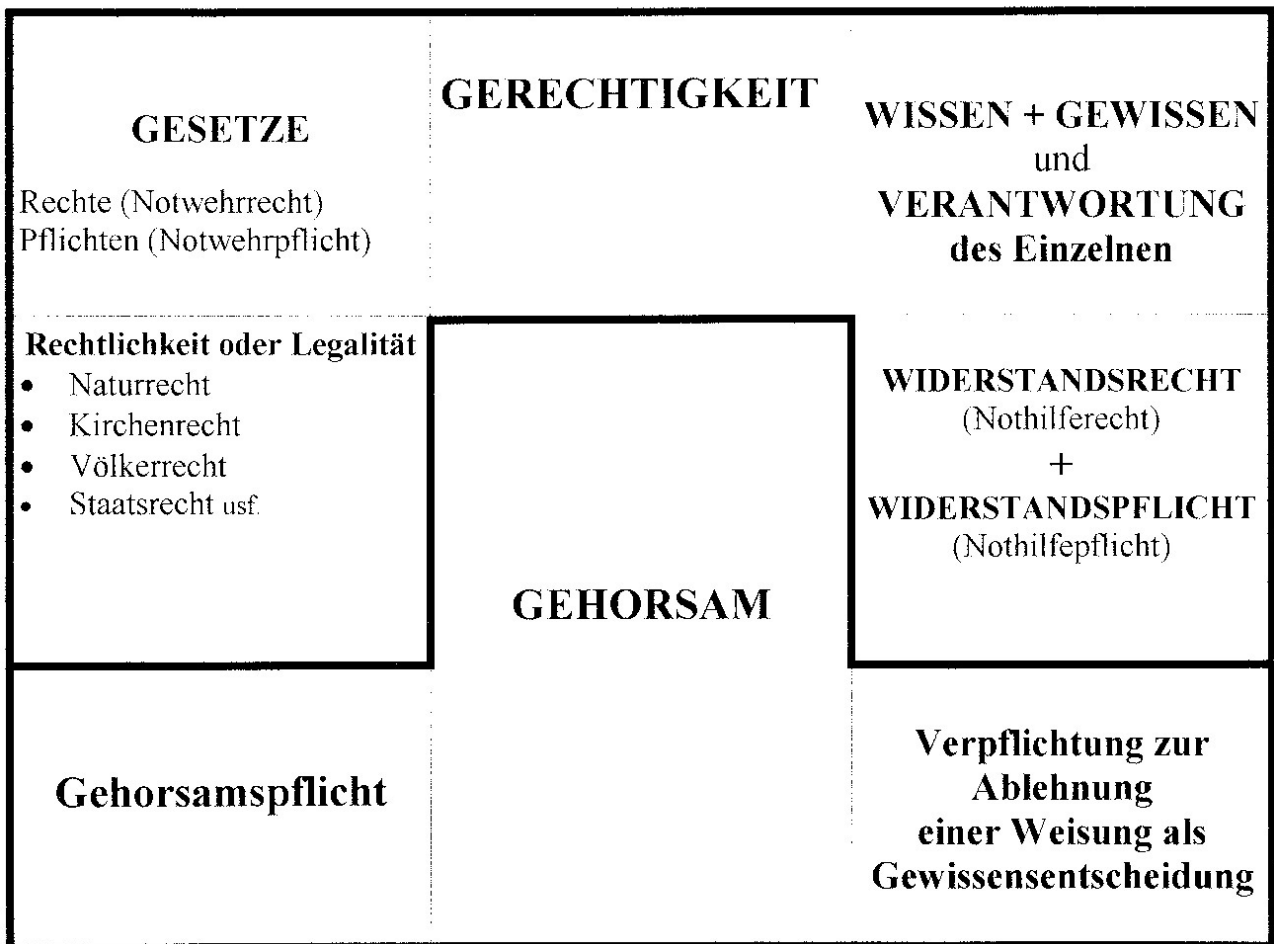 GESETZE
Rechte (Notwehrrecht)
Pflichten (Notwehrpflicht)
GERECHTIGKEIT
WISSEN + GEWISSEN
und
VERANTWORTUNG
des Einzelnen
Rechtlichkeit oder Legalität
• Naturrecht
• Kirchenrecht
• Völkerrecht
• Staatsrecht usf.
GEHORSAM
WIDERSTANDSRECHT
(Nothilferecht)
+
WIDERSTANDSPFLICHT
(Nothilfepflicht)
Gehorsamspflicht
Verpflichtung zur
Ablehnung
einer Weisung als
Gewissensentscheidung